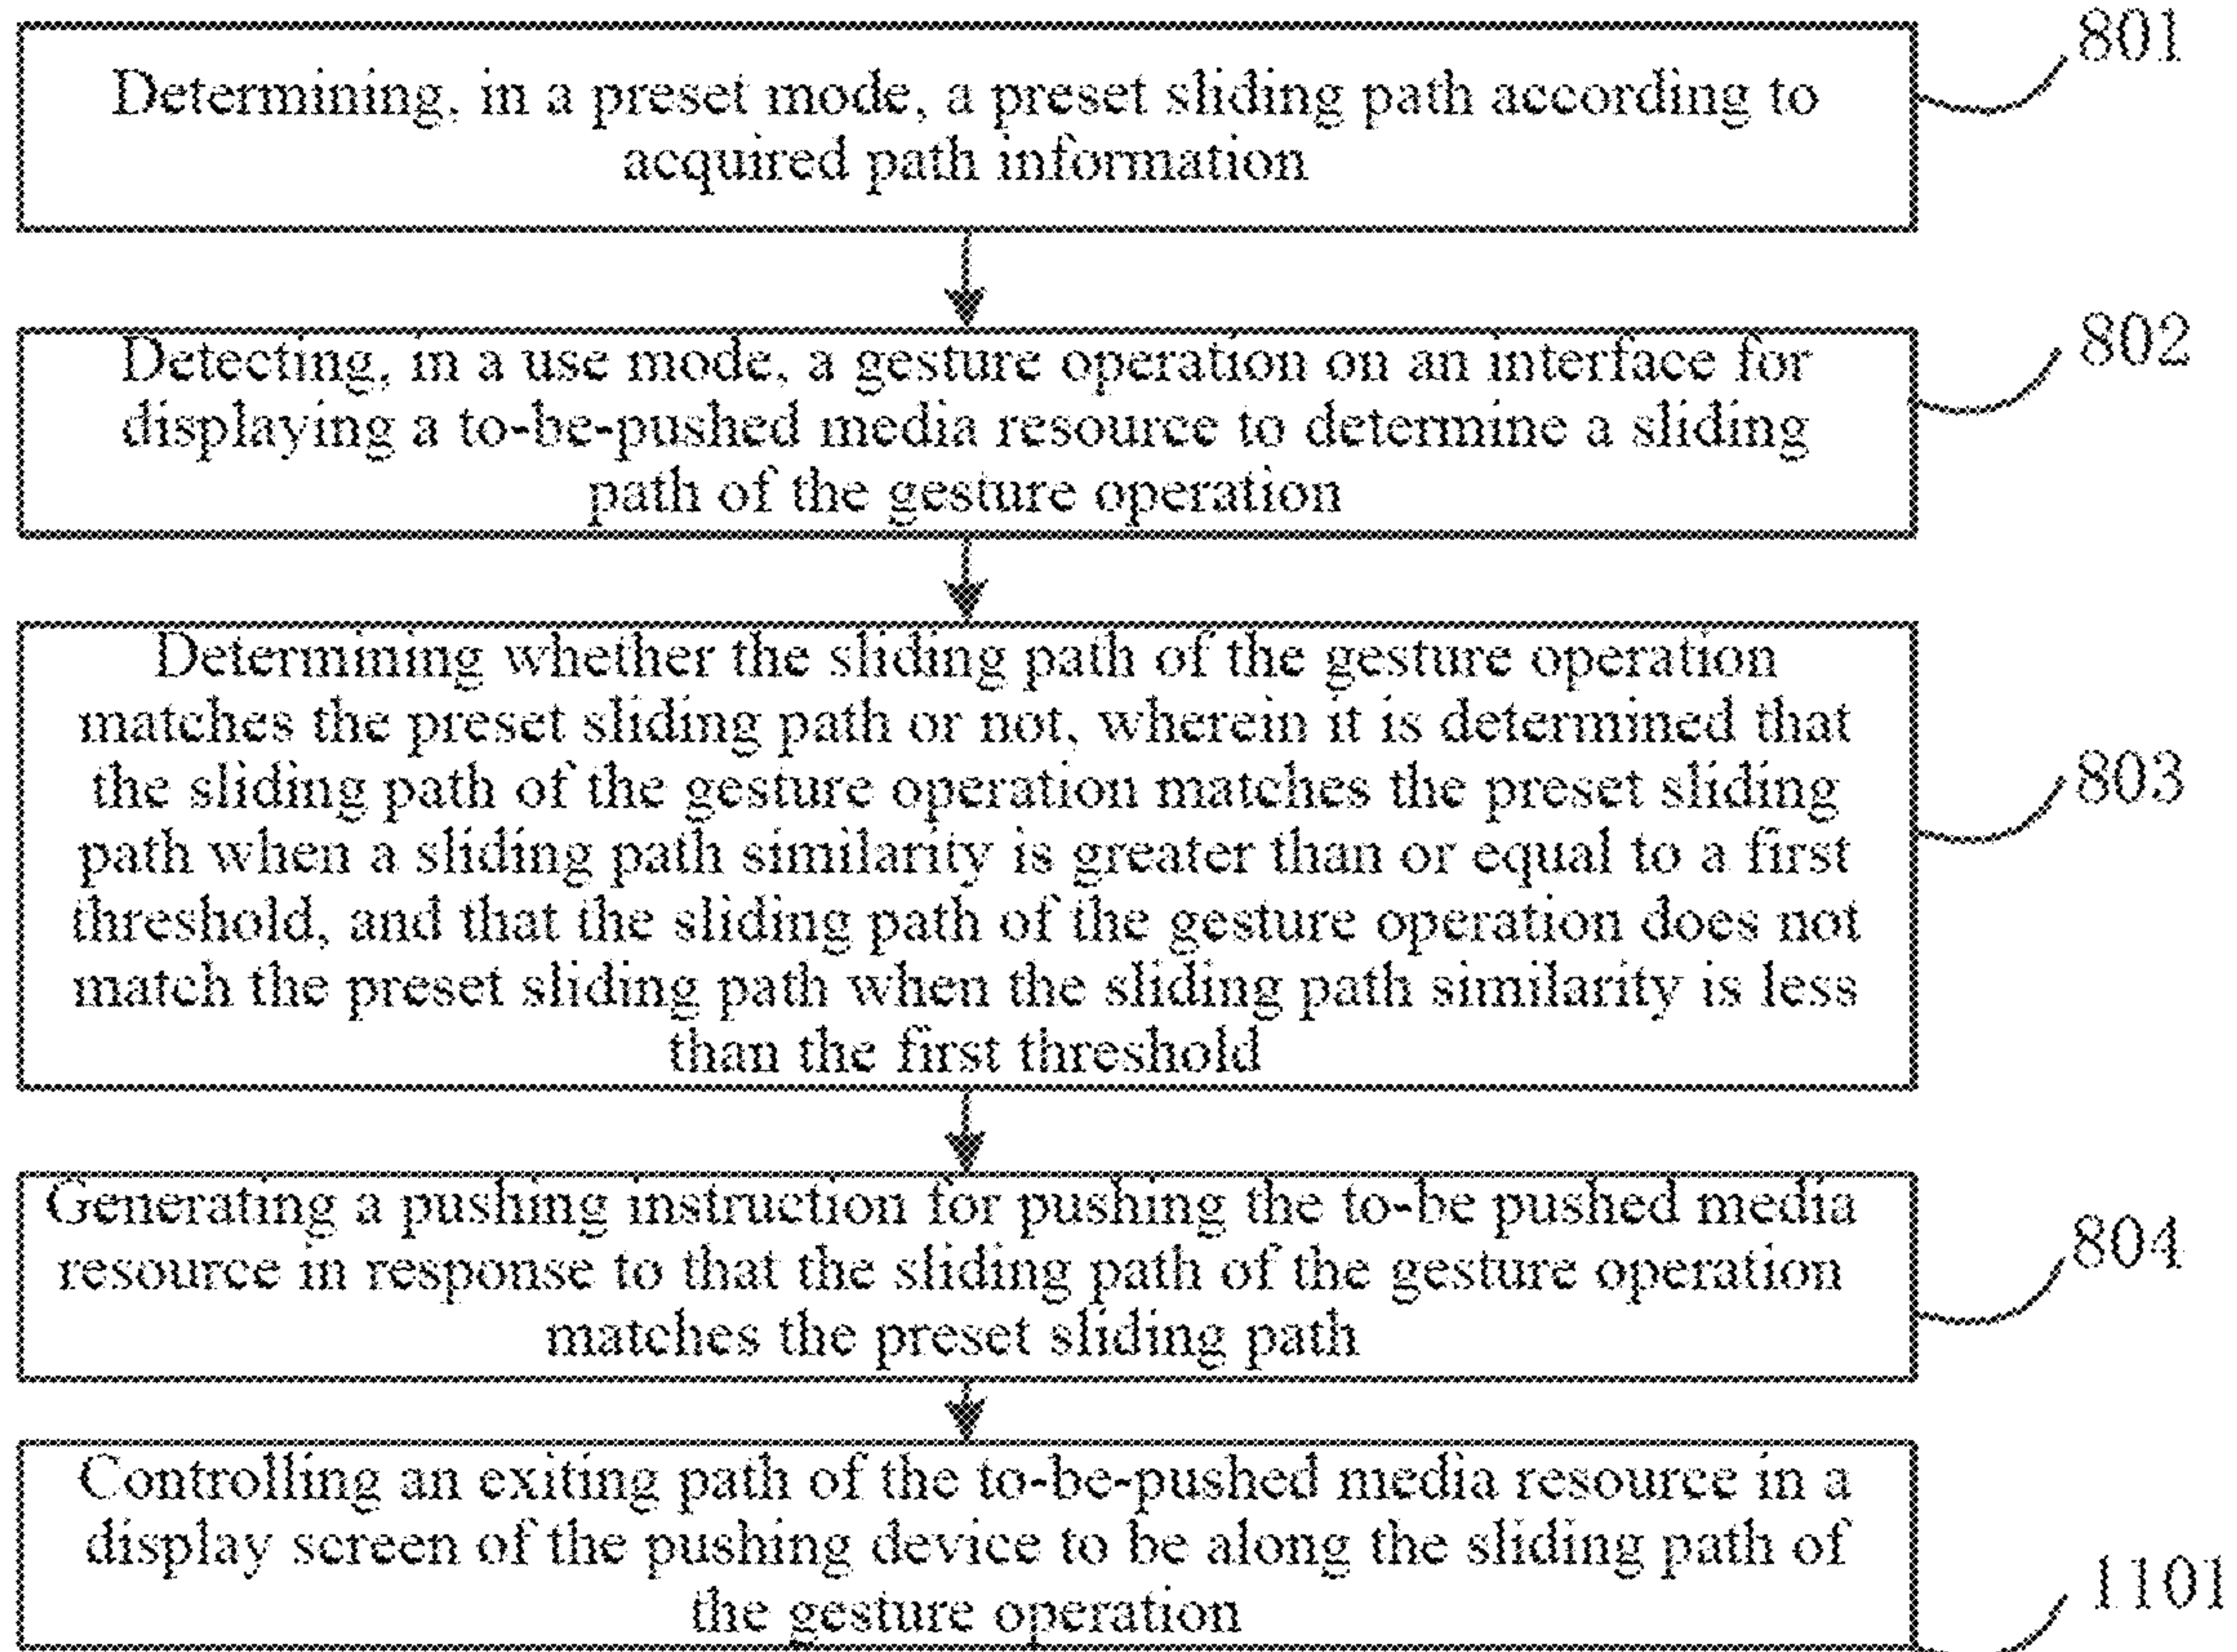 801
Determining, in a preset mode, a preset sliding path according to
acquired path information
802
Detecting, in a use mode, a gesture operation on an interface for
displaying a to-be-pushed media resource to determine a sliding
path of the gesture operation
Determining whether the sliding path of the gesture operation
matches the preset sliding path or not, wherein it is determined that
the sliding path of the gesture operation matches the preset sliding
803
path when a sliding path similarity is greater than or equal to a first
threshold, and that the sliding path of the gesture operation does not
match the preset sliding path when the sliding path similarity is less
than the first threshold
Generating a pushing instruction for pushing the to-be pushed media
804
resource in response to that the sliding path of the gesture operation
matches the preset sliding path
Controlling an exiting path of the to-be-pushed media resource in a
display screen of the pushing device to be along the sliding path of
the gesture operation
1101